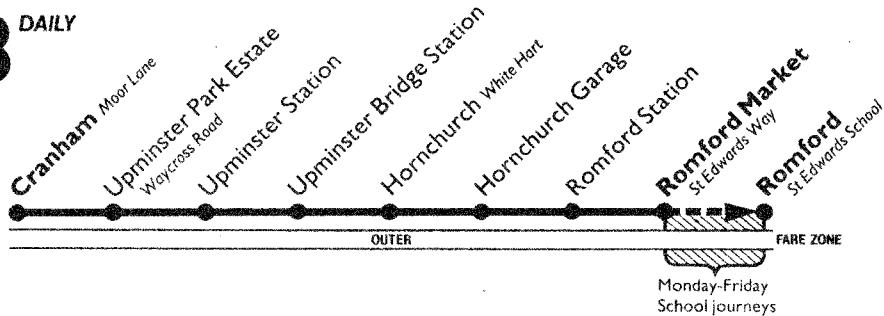 DAILY
Cranham Moor Lane
Upminster Park Estate
Waycross Road
Upminster Station
Upminster Bridge Station
Hornchurch White Hart
Hornchurch Garage
Romford Station
Romford Market
St Edwards Way
Romford
St Edwards School
OUTER
FARE ZONE
Monday-Friday
School journeys